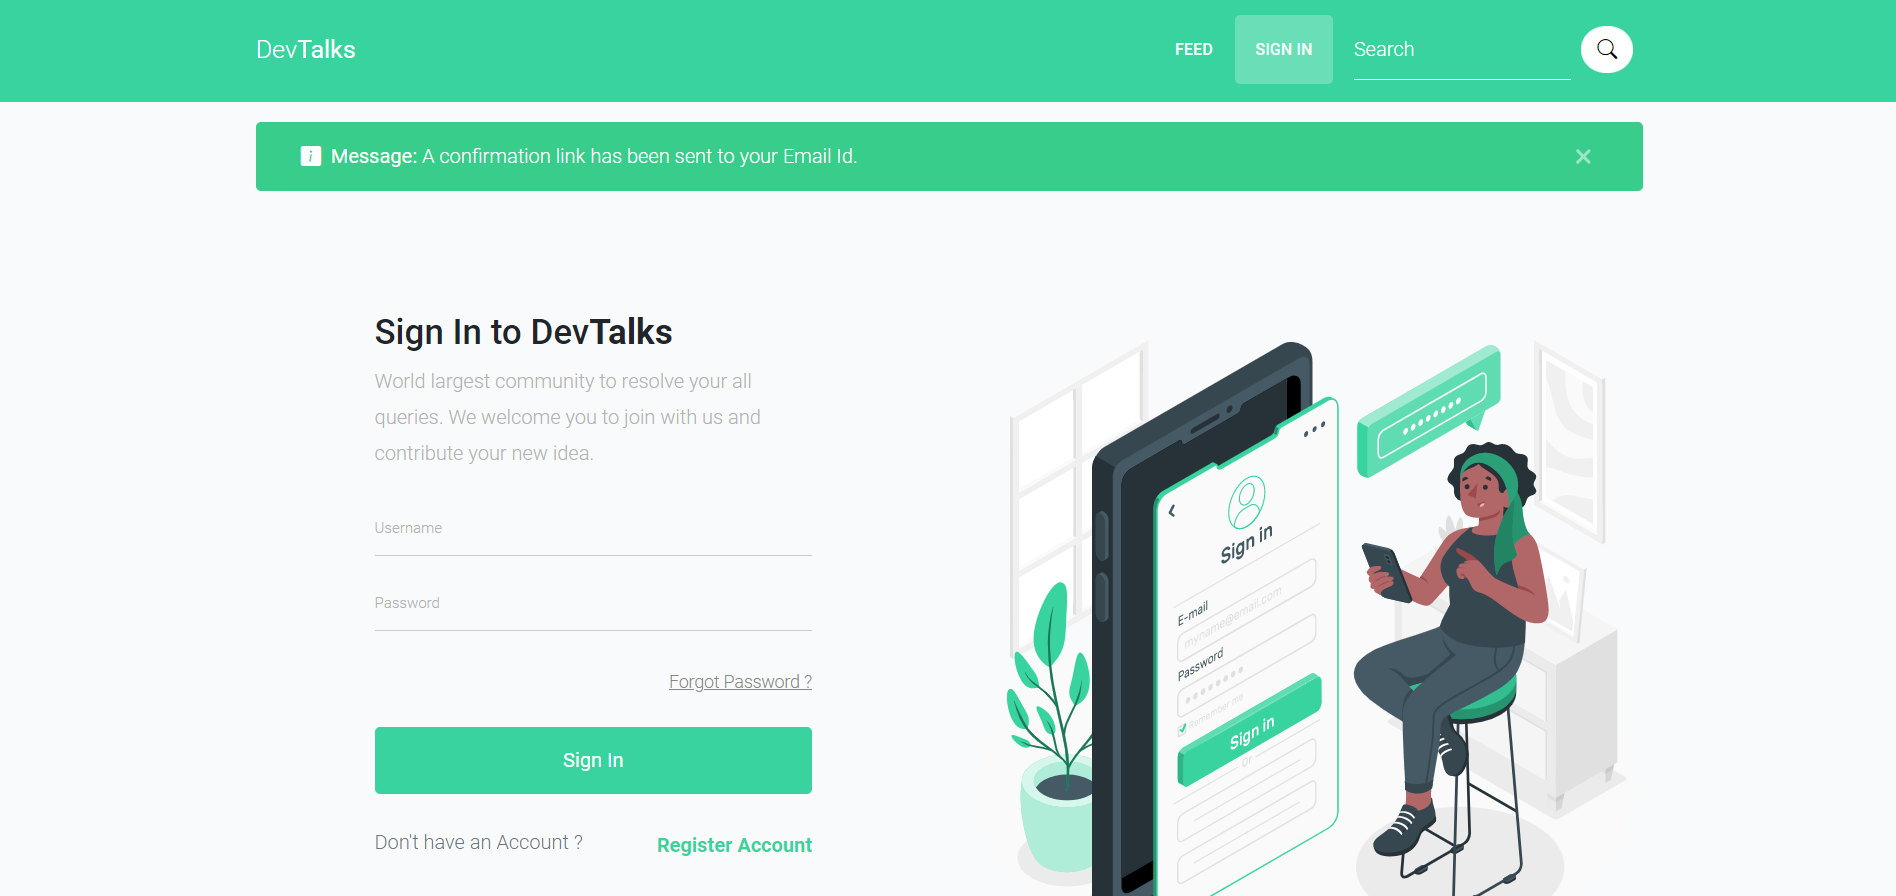 DevTalks
FEED
SIGN IN
Search
i Message: A confirmation link has been sent to your Email Id.
Sign In to DevTalks
World largest community to resolve your all
queries. We welcome you to join with us and
contribute your new idea.
Username
Password
Forgot Password ?
Sign In
Don't have an Account ?
Register Account
Sign in
E-mail
myname@email.com
Password
Remember me
Sign in
Or